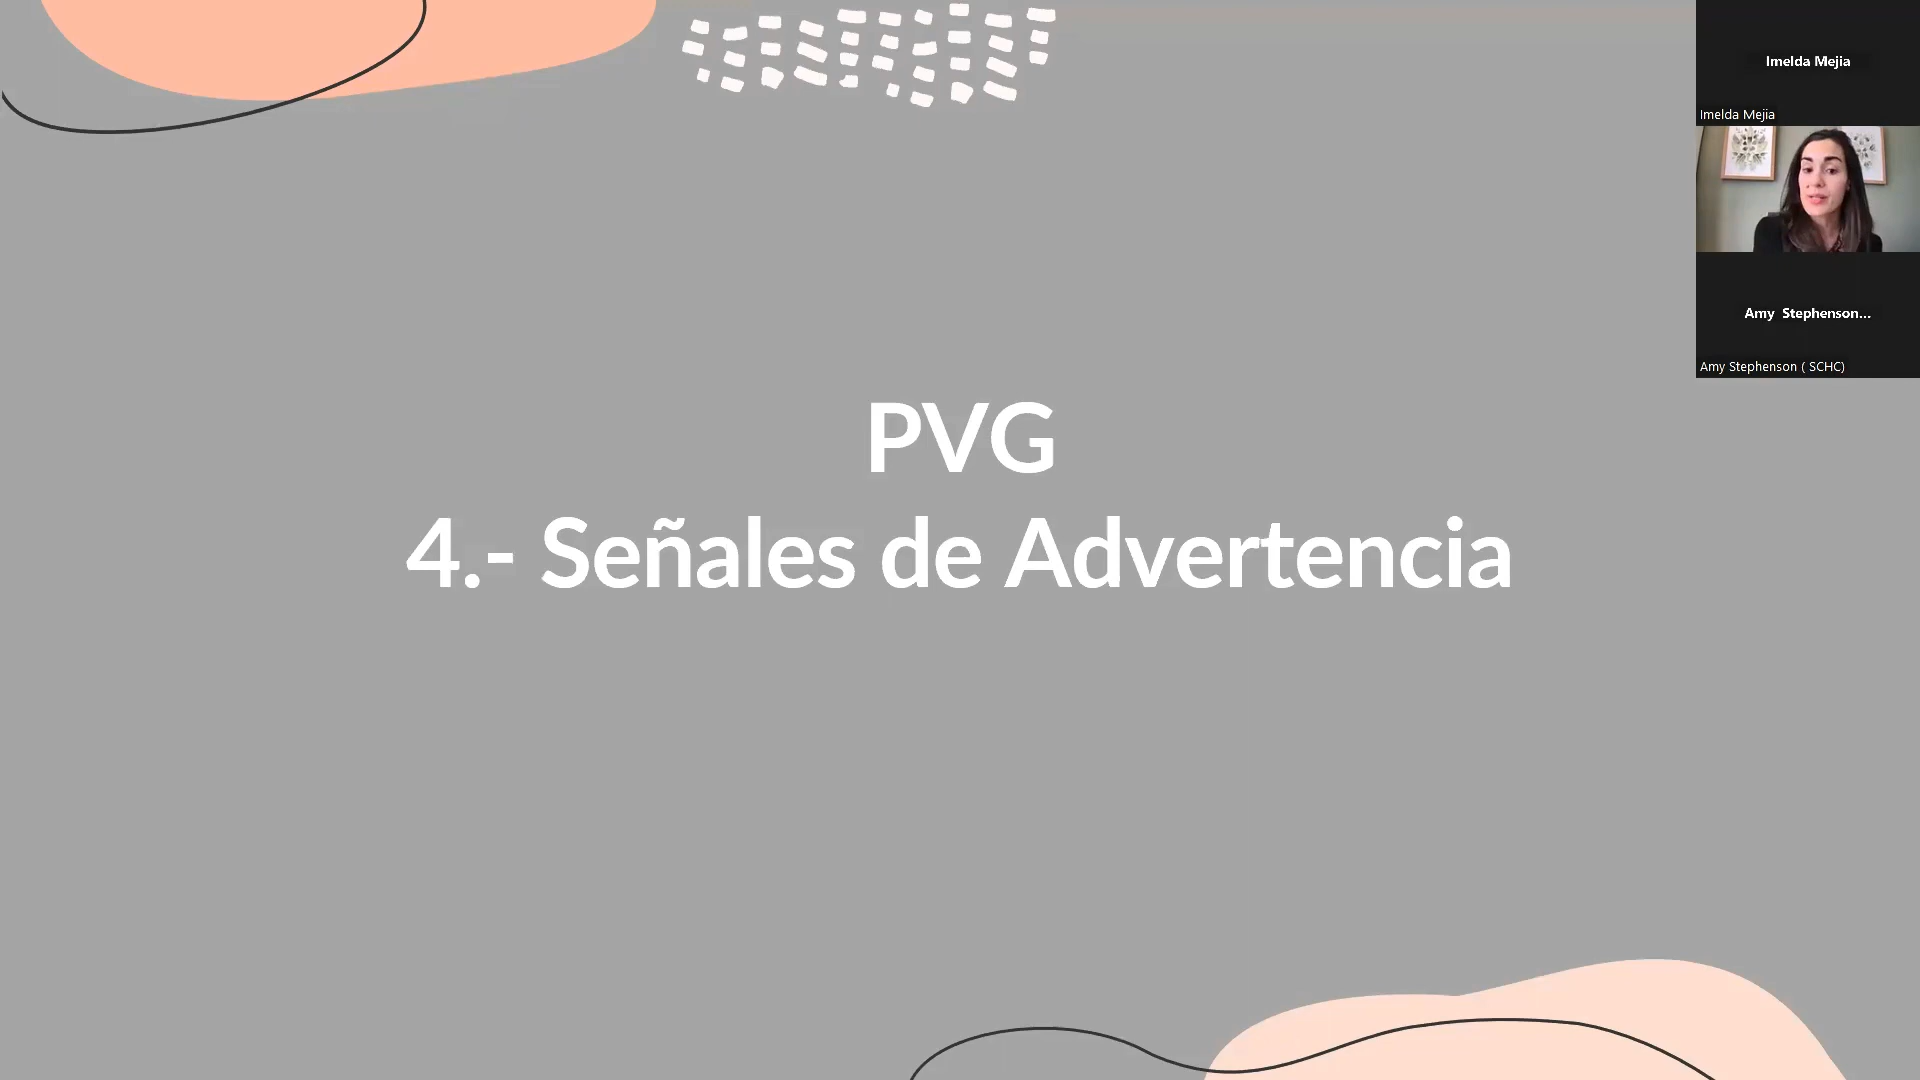 Imelda Mejia
Imelda Mejia
Amy Stephenson...
Amy Stephenson ( SCHC)
PVG
4.- Señales de Advertencia